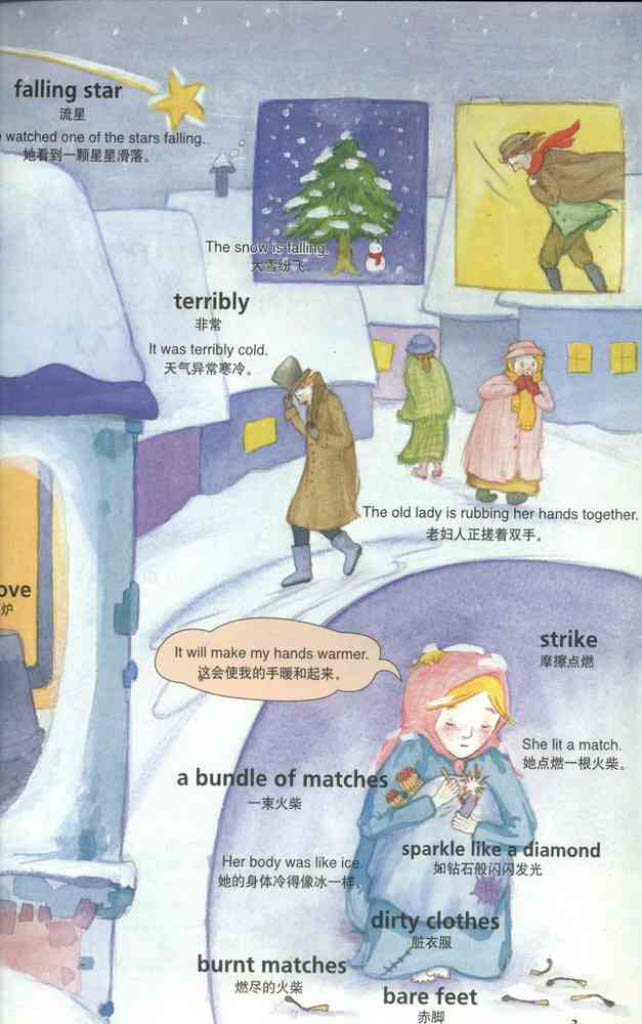 falling star
流星
watched one of the stars falling.
她看到一颗星星滑落。
The snow is falling.
大雪纷飞
terribly
非常
It was terribly cold.
天气异常寒冷。
The old lady is rubbing her hands together.
老妇人正搓着双手。
ove
炉
It will make my hands warmer.
这会使我的手暖和起来。
strike
摩擦点燃
She lit a match.
她点燃一根火柴。
a bundle of matches
一束火柴
sparkle like a diamond
如钻石般闪闪发光
Her body was like ice.
她的身体冷得像冰一样。
dirty clothes
脏衣服
burnt matches
燃尽的火柴
bare feet
赤脚